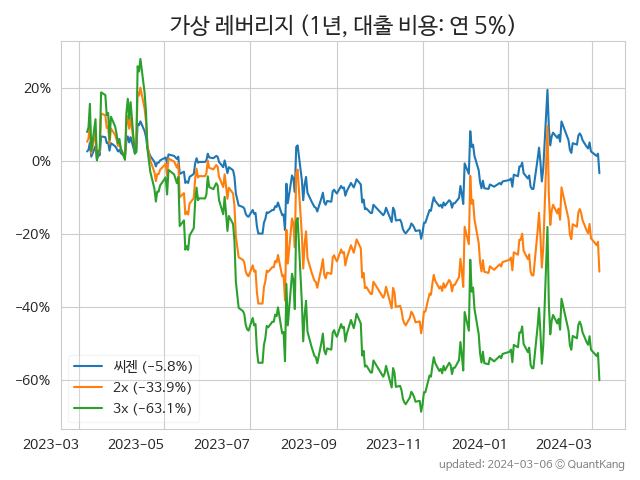 가상 레버리지 (1년, 대출 비용: 연 5%)
20%
0%
−20%
−40%
−60%
씨젠 (−5.8%)
2x (−33.9%)
3x (−63.1%)
2023−03 2023−05 2023−07 2023−09 2023−11 2024−01 2024−03
updated: 2024−03−06 © QuantKang